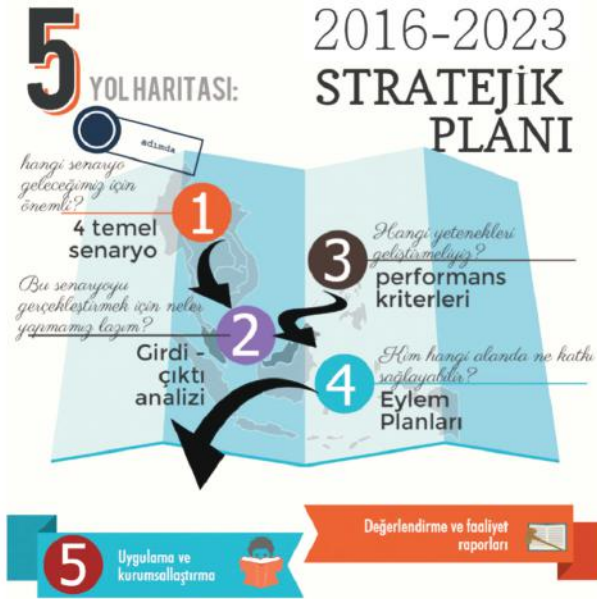 5
YOL HARITASI:
adımda
2016-2023
STRATEJİK
PLANI
hangi senaryo
geleceğimiz için
önemli?
1
4 temel
senaryo
Bu senaryoyu
gerçekleştirmek için neler
yapmamız lazım?
2
Girdi -
çıktı
analizi
3
Hangi yetenekleri
geliştirmeliyiz?
performans
kriterleri
4
Kim hangi alanda ne katkı
sağlayabilir?
Eylem
Planları
5
Uygulama ve
kurumsallaştırma
Değerlendirme ve faaliyet
raporları